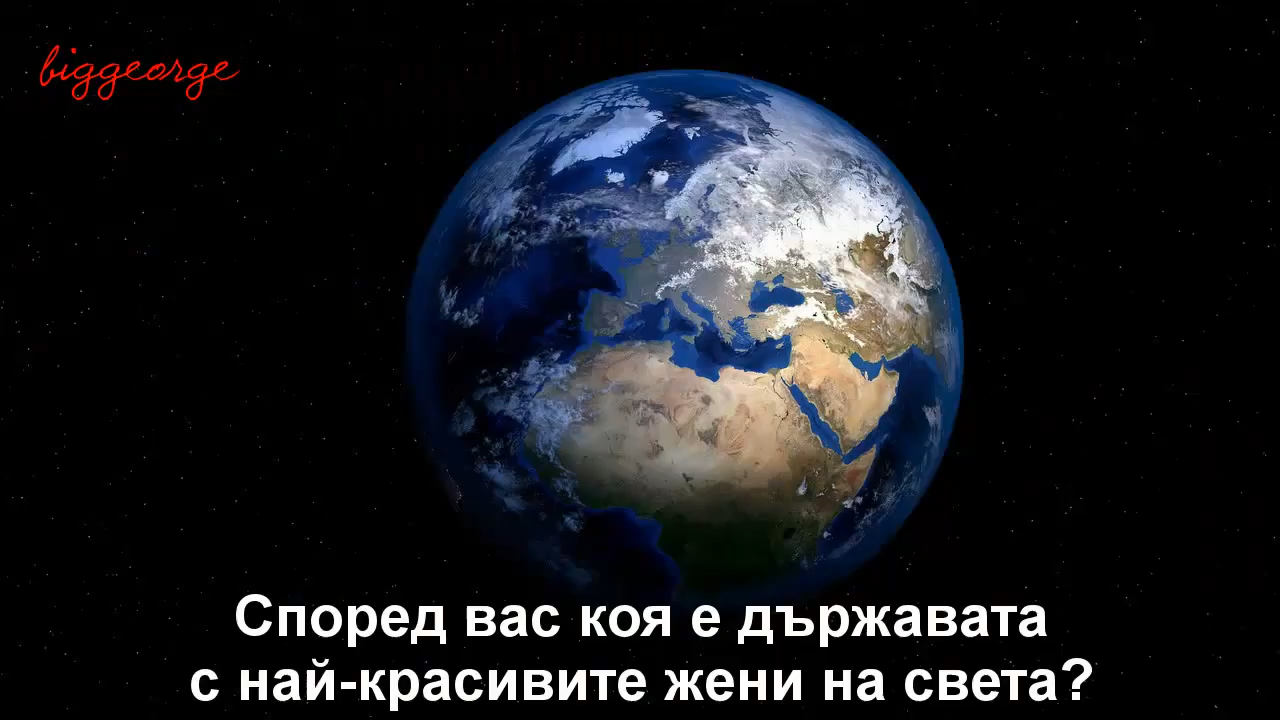 biggeorge
Според вас коя е държавата
с най-красивите жени на света?